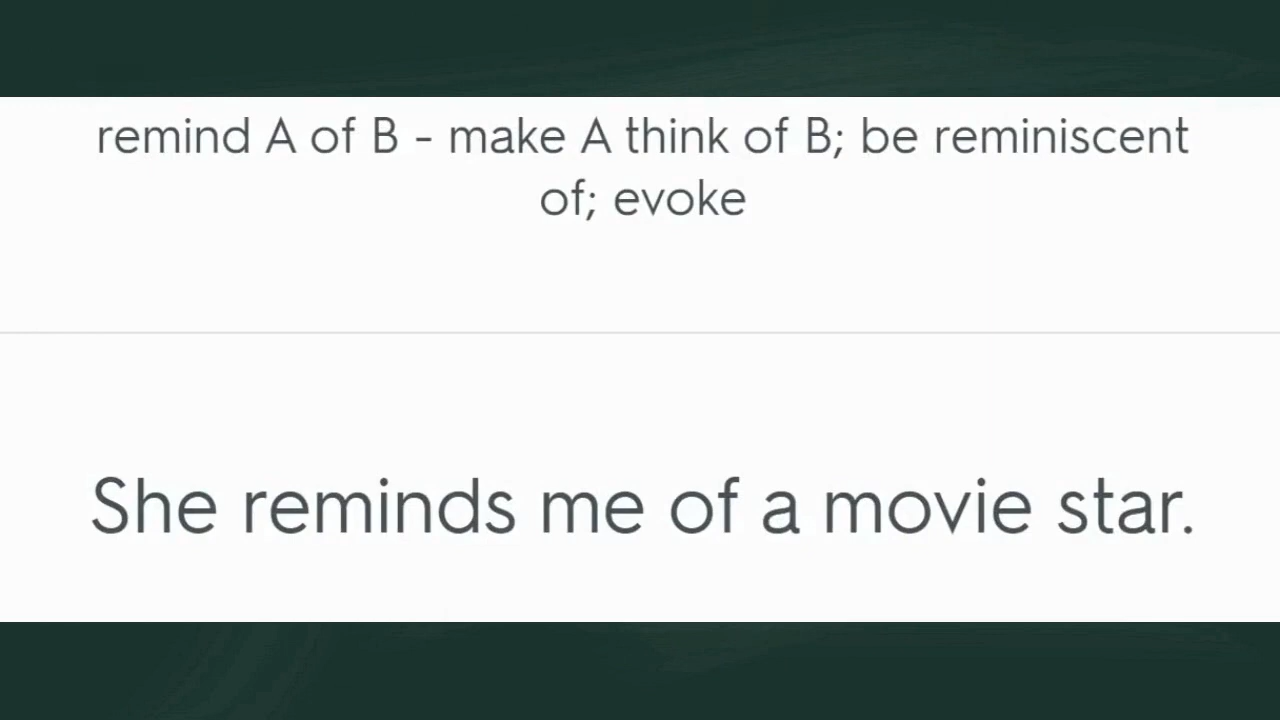 remind A of B - make A think of B; be reminiscent
of; evoke
She reminds me of a movie star.